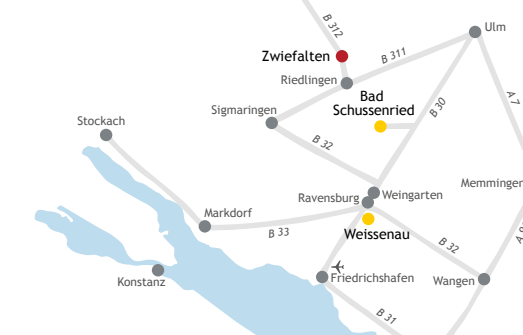 B 312
Ulm
Zwiefalten
B 311
Riedlingen
Bad
Schussenried
A 7
B 30
Sigmaringen
Stockach
B 32
Memminger
Ravensburg
Weingarten
Markdorf
B 33
Weissenau
B 32
Friedrichshafen
Konstanz
Wangen
B 31